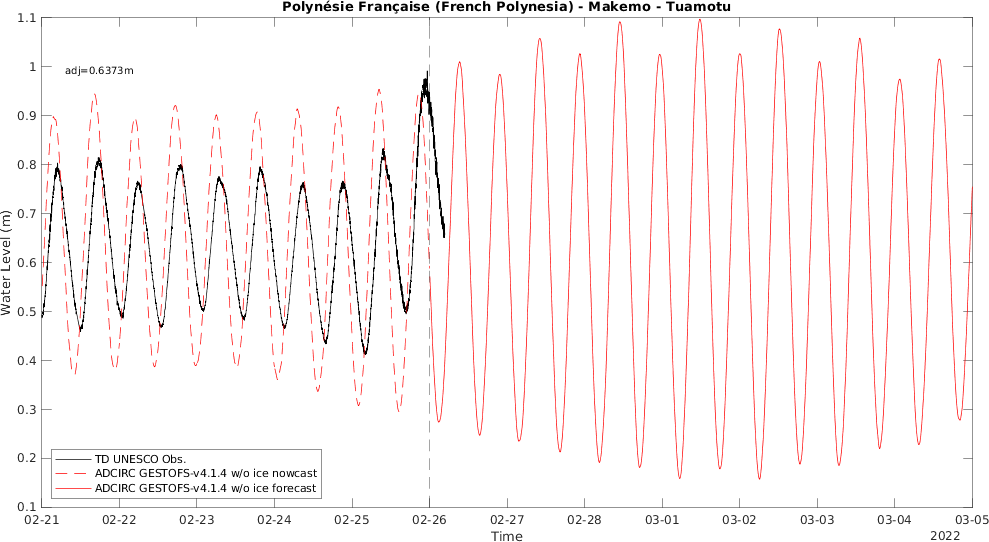 Polynésie Française (French Polynesia) - Makemo - Tuamotu
1.1
1
0.9
0.8
0.7
0.6
0.5
0.4
0.3
0.2
0.1
Water Level (m)
adj=0.6373m
TD UNESCO Obs.
ADCIRC GESTOFS-v4.1.4 w/o ice nowcast
ADCIRC GESTOFS-v4.1.4 w/o ice forecast
02-21 02-22 02-23 02-24 02-25 02-26 02-27 02-28 03-01 03-02 03-03 03-04 03-05
Time
2022